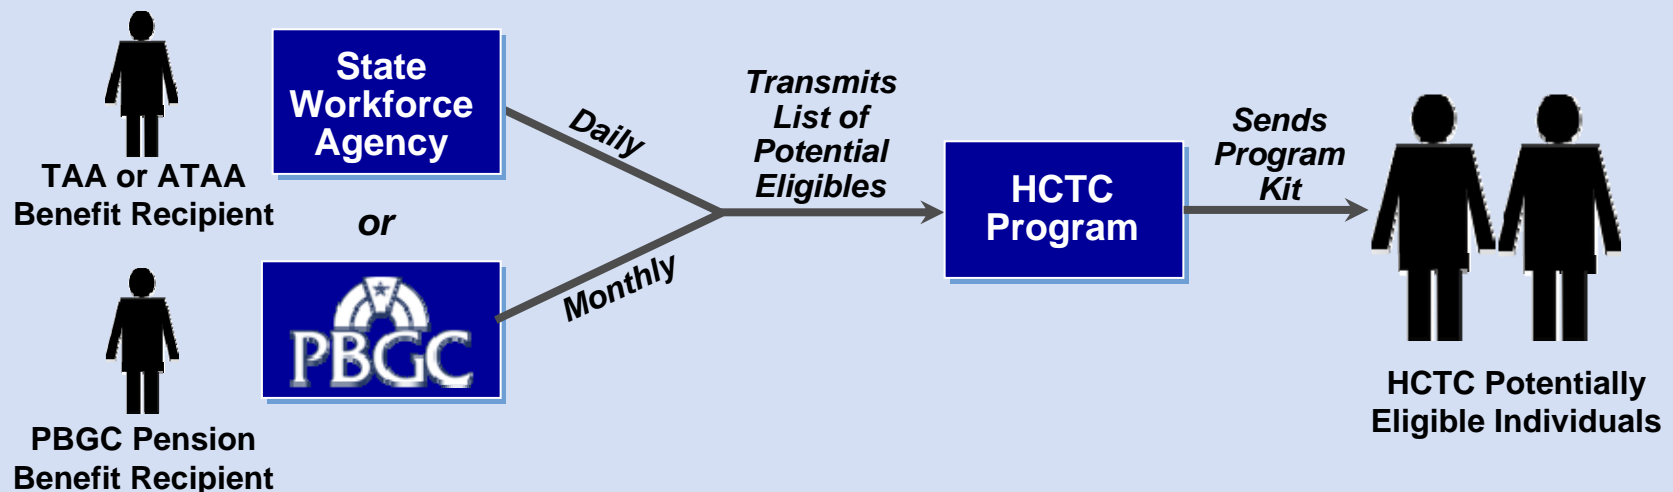 TAA or ATAA
Benefit Recipient
State
Workforce
Agency
or
PBGC
PBGC Pension
Benefit Recipient
Daily
Monthly
Transmits
List of
Potential
Eligibles
HCTC
Program
Sends
Program
Kit
HCTC Potentially
Eligible Individuals